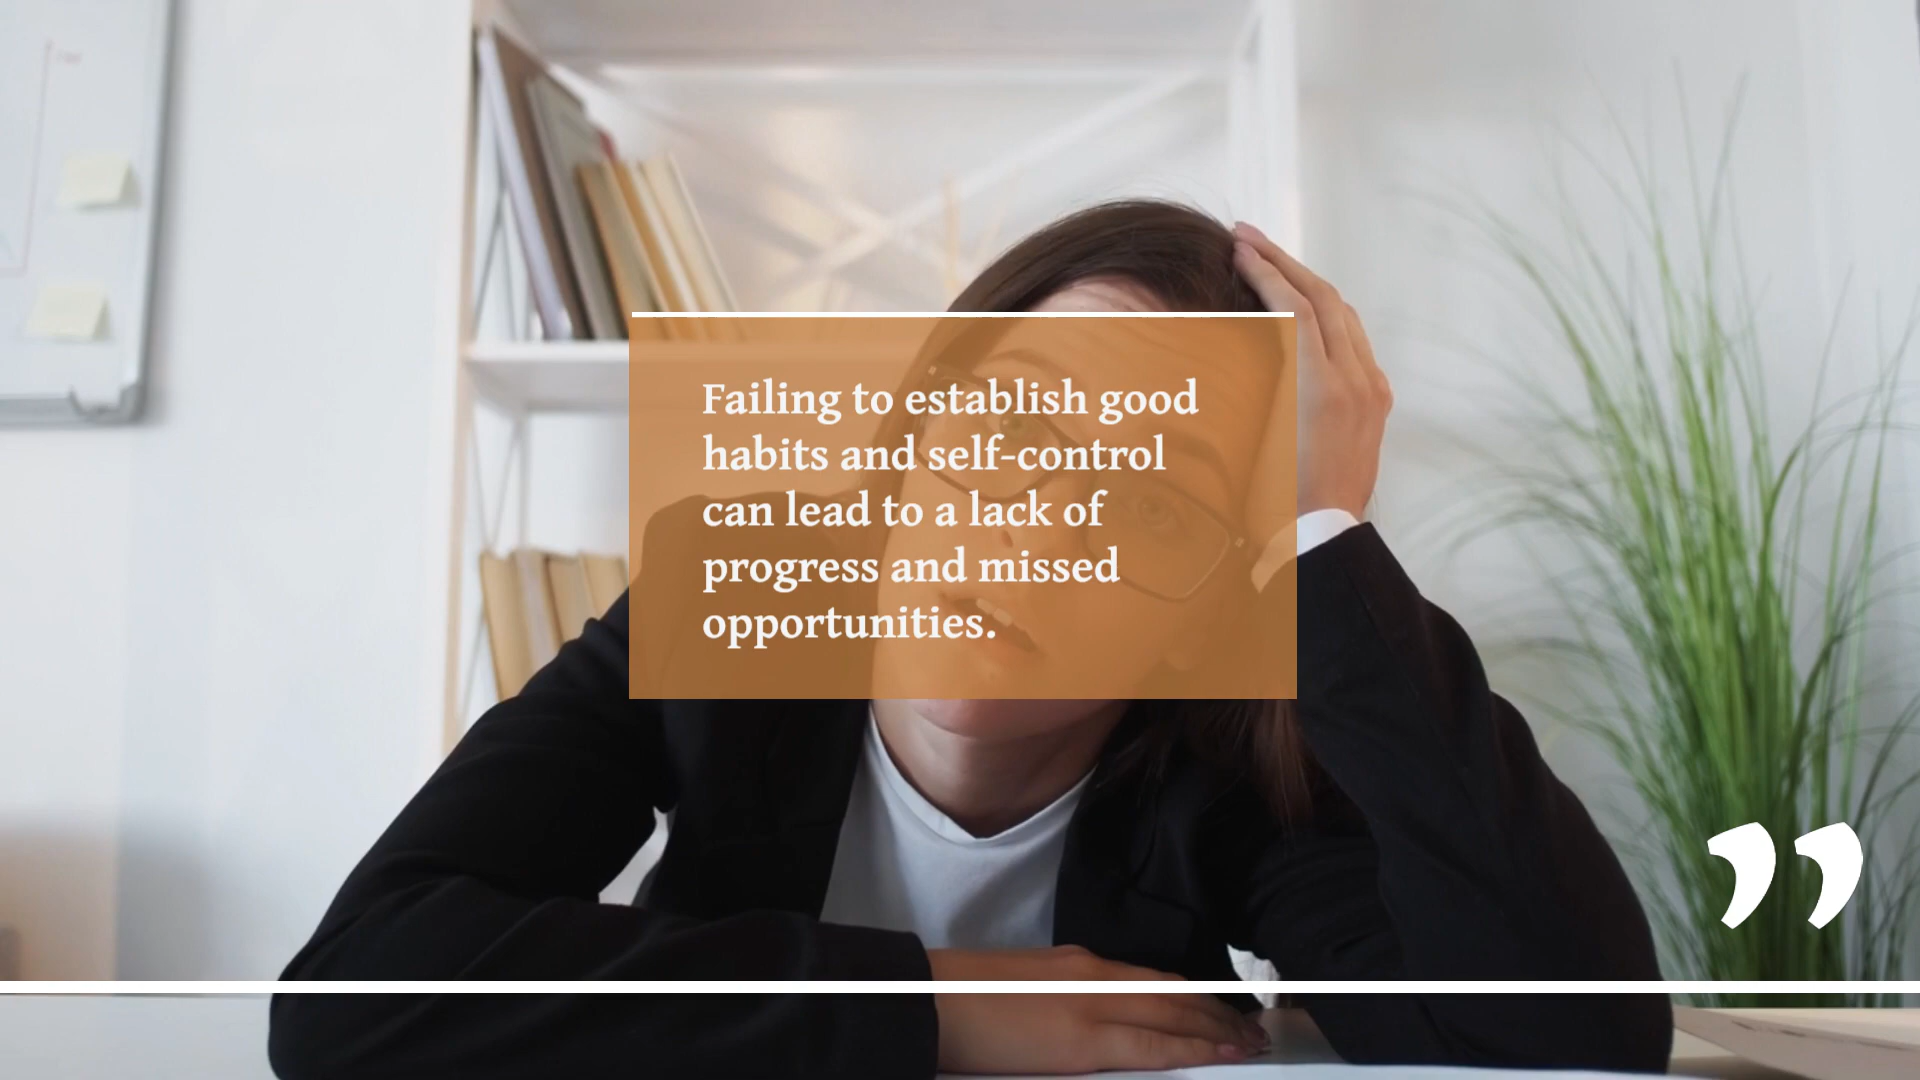 Failing to establish good
habits and self-control
can lead to a lack of
progress and missed
opportunities.
”